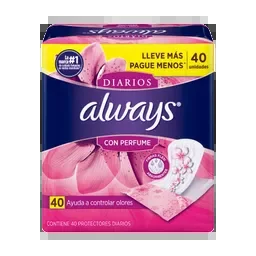 LLEVE MÁS
PAGUE MENOS
40
unidades
#1
DIARIOS
always
CON PERFUME
40
Ayuda a controlar olores
CONTIENE 40 PROTECTORES DIARIOS